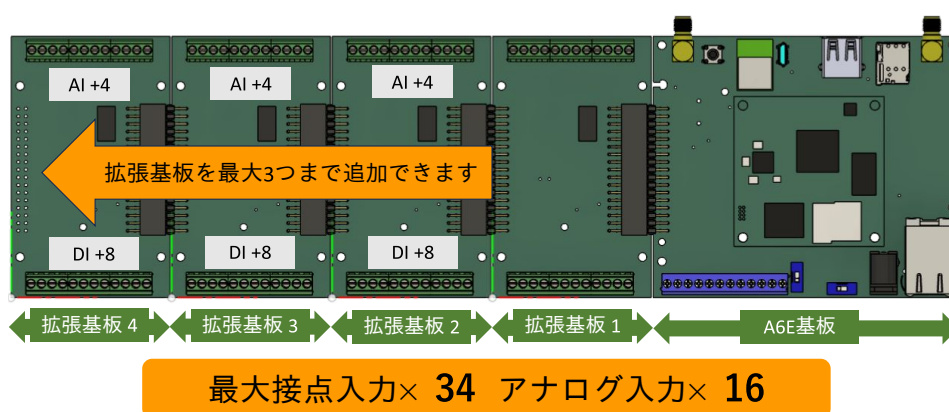 AI +4 AI +4 AI +4
拡張基板を最大3つまで追加できます
DI +8 DI +8 DI +8
拡張基板 4 拡張基板 3 拡張基板 2 拡張基板 1 A6E基板
最大接点入力× 34 アナログ入力× 16